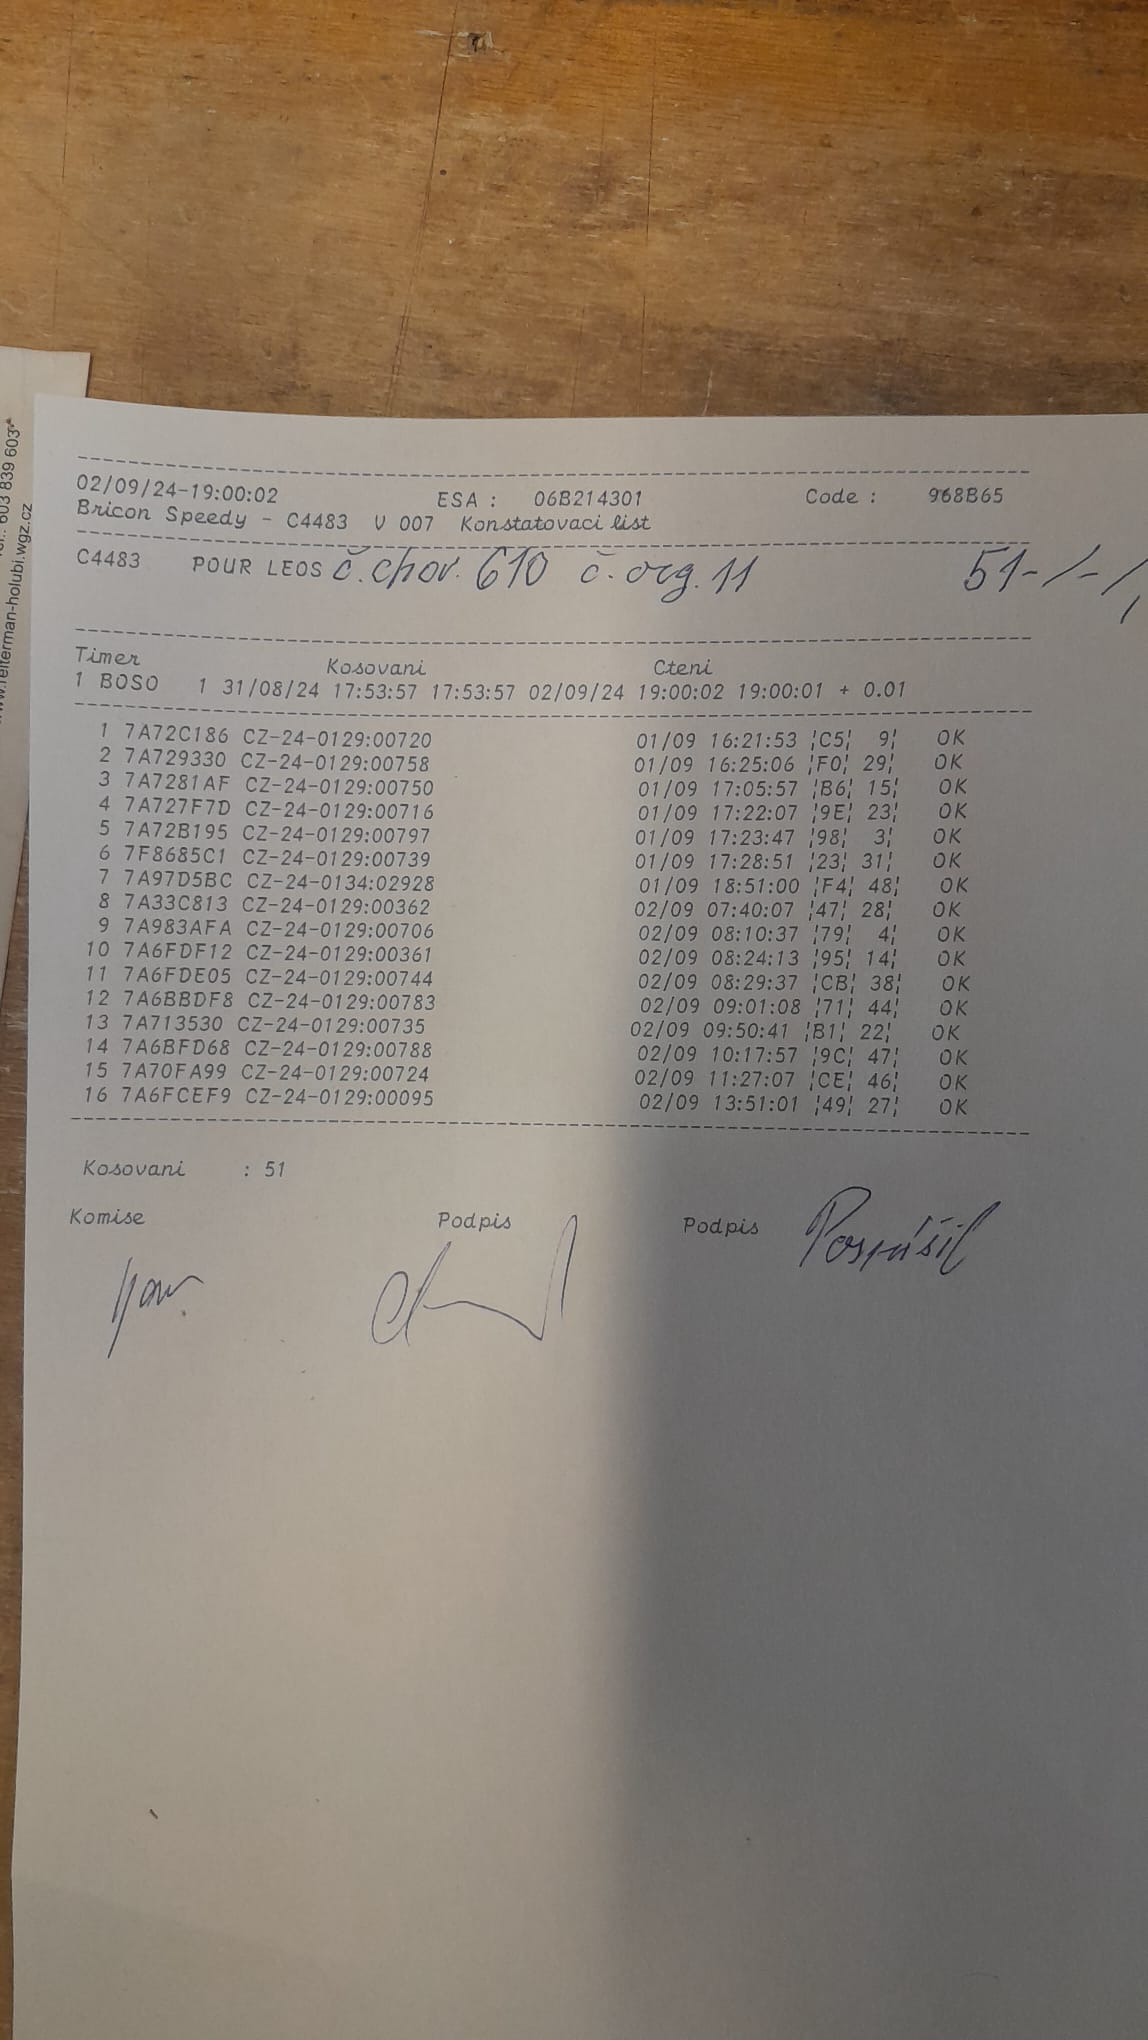 603 839 603
www.reiterman-holubi.wgz.cz
02/09/24-19:00:02 ESA : 06B214301 Code : 968B65
Bricon Speedy - C4483 V 007 Konstatovaci list
C4483 POUR LEOS č. chov. 610 č. org. 11 51-/-/
Timer Kosovani Cteni
1 BOSO 1 31/08/24 17:53:57 17:53:57 02/09/24 19:00:02 19:00:01 + 0.01
1 7A72C186 CZ-24-0129:00720 01/09 16:21:53 ¦C5¦ 9¦ OK
2 7A729330 CZ-24-0129:00758 01/09 16:25:06 ¦F0¦ 29¦ OK
3 7A7281AF CZ-24-0129:00750 01/09 17:05:57 ¦B6¦ 15¦ OK
4 7A727F7D CZ-24-0129:00716 01/09 17:22:07 ¦9E¦ 23¦ OK
5 7A72B195 CZ-24-0129:00797 01/09 17:23:47 ¦98¦ 3¦ OK
6 7F8685C1 CZ-24-0129:00739 01/09 17:28:51 ¦23¦ 31¦ OK
7 7A97D5BC CZ-24-0134:02928 01/09 18:51:00 ¦F4¦ 48¦ OK
8 7A33C813 CZ-24-0129:00362 02/09 07:40:07 ¦47¦ 28¦ OK
9 7A983AFA CZ-24-0129:00706 02/09 08:10:37 ¦79¦ 4¦ OK
10 7A6FDF12 CZ-24-0129:00361 02/09 08:24:13 ¦95¦ 14¦ OK
11 7A6FDE05 CZ-24-0129:00744 02/09 08:29:37 ¦CB¦ 38¦ OK
12 7A6BBDF8 CZ-24-0129:00783 02/09 09:01:08 ¦71¦ 44¦ OK
13 7A713530 CZ-24-0129:00735 02/09 09:50:41 ¦B1¦ 22¦ OK
14 7A6BFD68 CZ-24-0129:00788 02/09 10:17:57 ¦9C¦ 47¦ OK
15 7A70FA99 CZ-24-0129:00724 02/09 11:27:07 ¦CE¦ 46¦ OK
16 7A6FCEF9 CZ-24-0129:00095 02/09 13:51:01 ¦49¦ 27¦ OK
Kosovani : 51
Komise Podpis Podpis Pospíšil